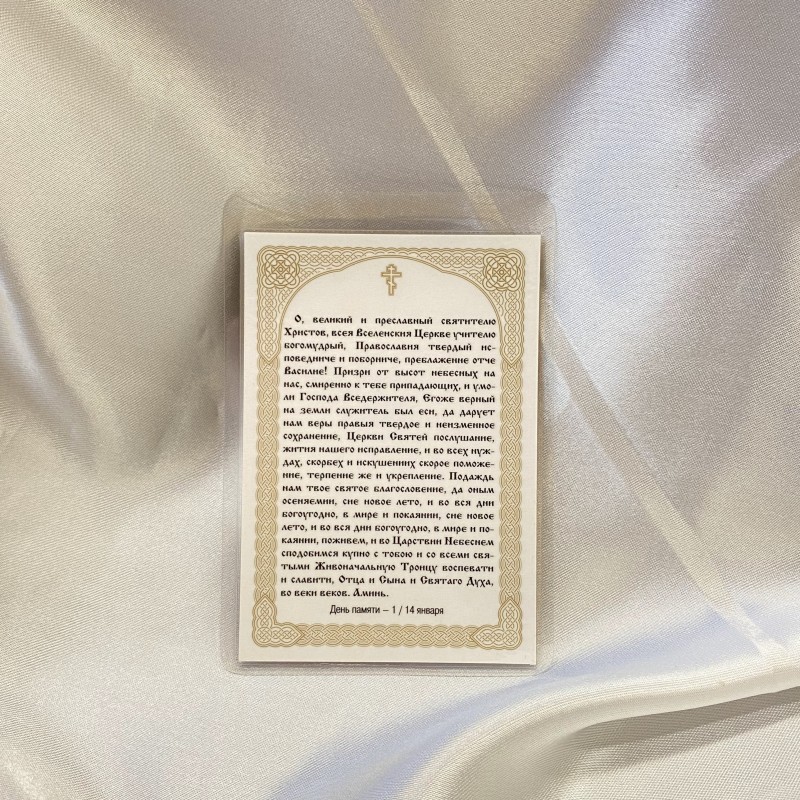 О, великий и преславный святителю
Христов, всея Вселенския Церкве учителю
богомудрый, Православия твердый ис-
поведниче и поборниче, преблажение отче
Василие! Призри от высот небесных на
нас, смиренно к тебе припадающих, и умо-
ли Господа Вседержителя, Егоже верный
на земли служитель был еси, да дарует
нам веры правыя твердое и неизменное
сохранение, Церкви Святей послушание,
жития нашего исправление, и во всех нуж-
дах, скорбех и искушениих скорое поможе-
ние, терпение же и укрепление. Подаждь
нам твое святое благословение, да оным
осеняемии, сие новое лето, и во вся дни
богоугодно, в мире и покаянии, сие новое
лето, и во вся дни богоугодно, в мире и по-
каянии, поживем, и во Царствии Небеснем
сподобимся купно с тобою и со всеми свя-
тыми Живоначальную Троицу воспевати
и славити, Отца и Сына и Святаго Духа,
во веки веков. Аминь.
День памяти – 1 / 14 января